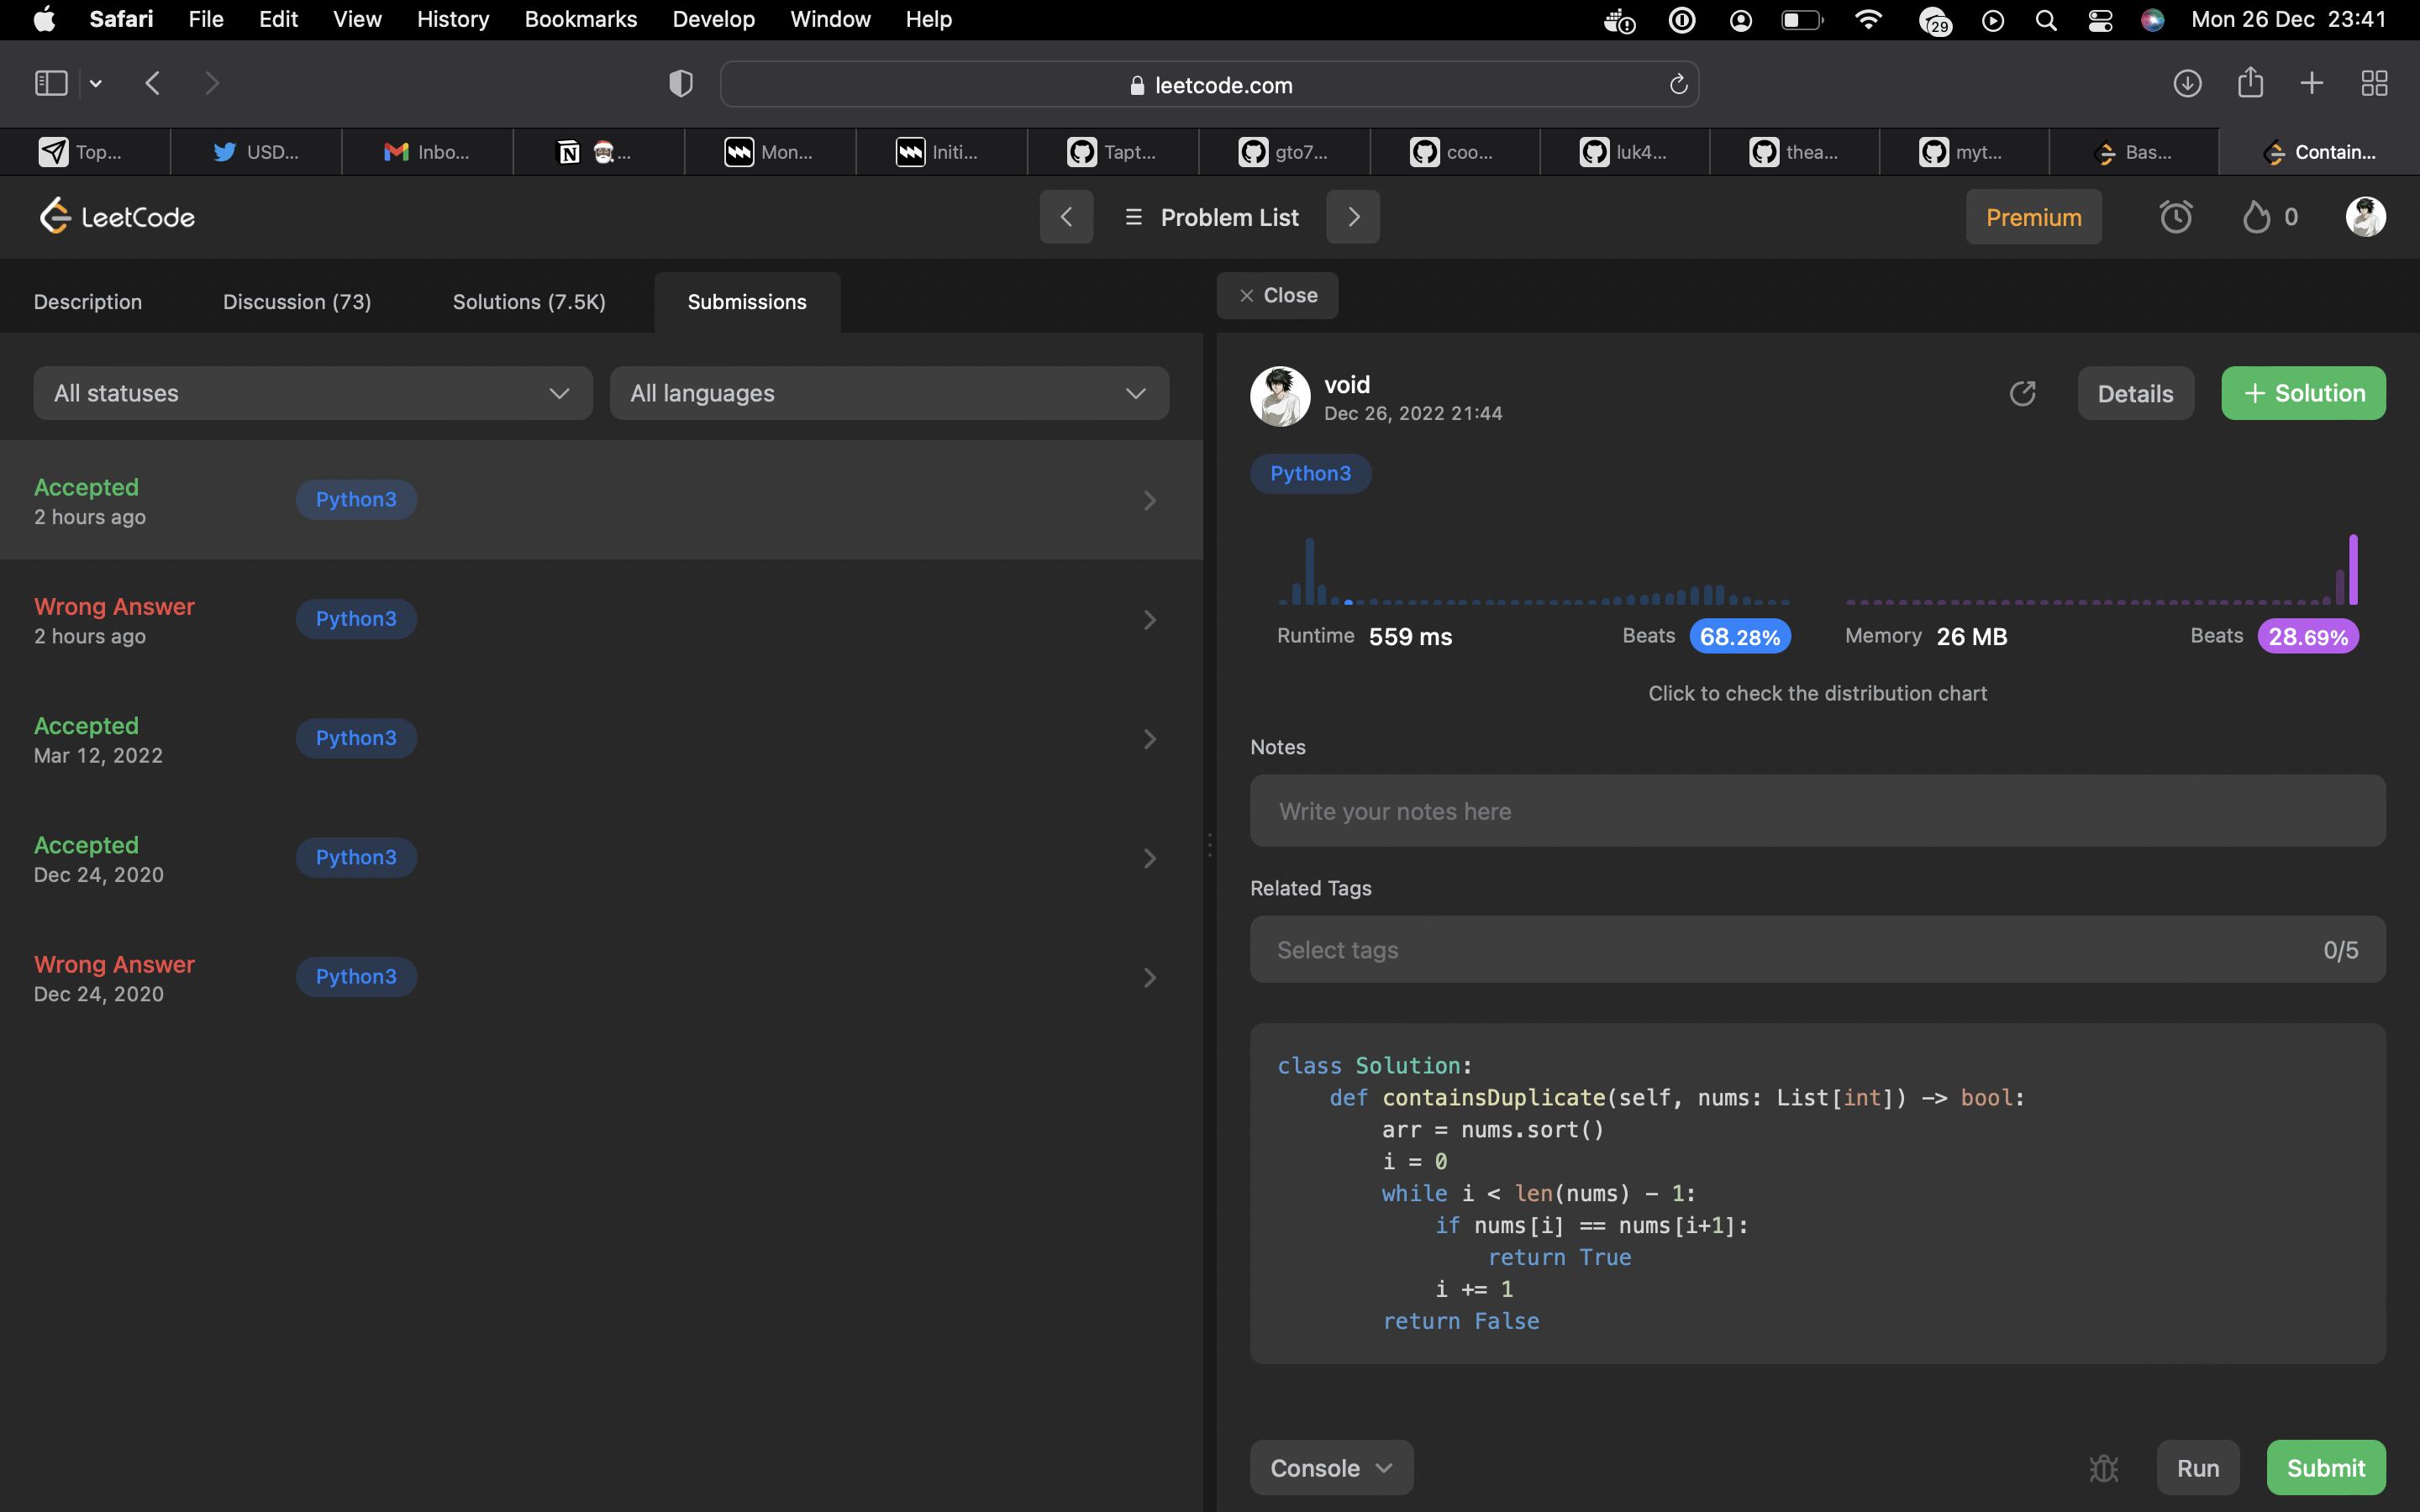 Safari File Edit View History Bookmarks Develop Window Help 29 Mon 26 Dec 23:41
leetcode.com
Top... USD... Inbo... ... Mon... Initi... Tapt... gto7... coo... luk4... thea... myt... Bas... Contain...
LeetCode Problem List Premium 0
Description Discussion (73) Solutions (7.5K) Submissions
Close
All statuses All languages
Accepted
2 hours ago
Python3
Wrong Answer
2 hours ago
Python3
Accepted
Mar 12, 2022
Python3
Accepted
Dec 24, 2020
Python3
Wrong Answer
Dec 24, 2020
Python3
void
Dec 26, 2022 21:44
Details + Solution
Python3
Runtime 559 ms Beats 68.28% Memory 26 MB Beats 28.69%
Click to check the distribution chart
Notes
Write your notes here
Related Tags
Select tags 0/5
class Solution:
    def containsDuplicate(self, nums: List[int]) -> bool:
        arr = nums.sort()
        i = 0
        while i < len(nums) - 1:
            if nums[i] == nums[i+1]:
                return True
            i += 1
        return False
Console Run Submit